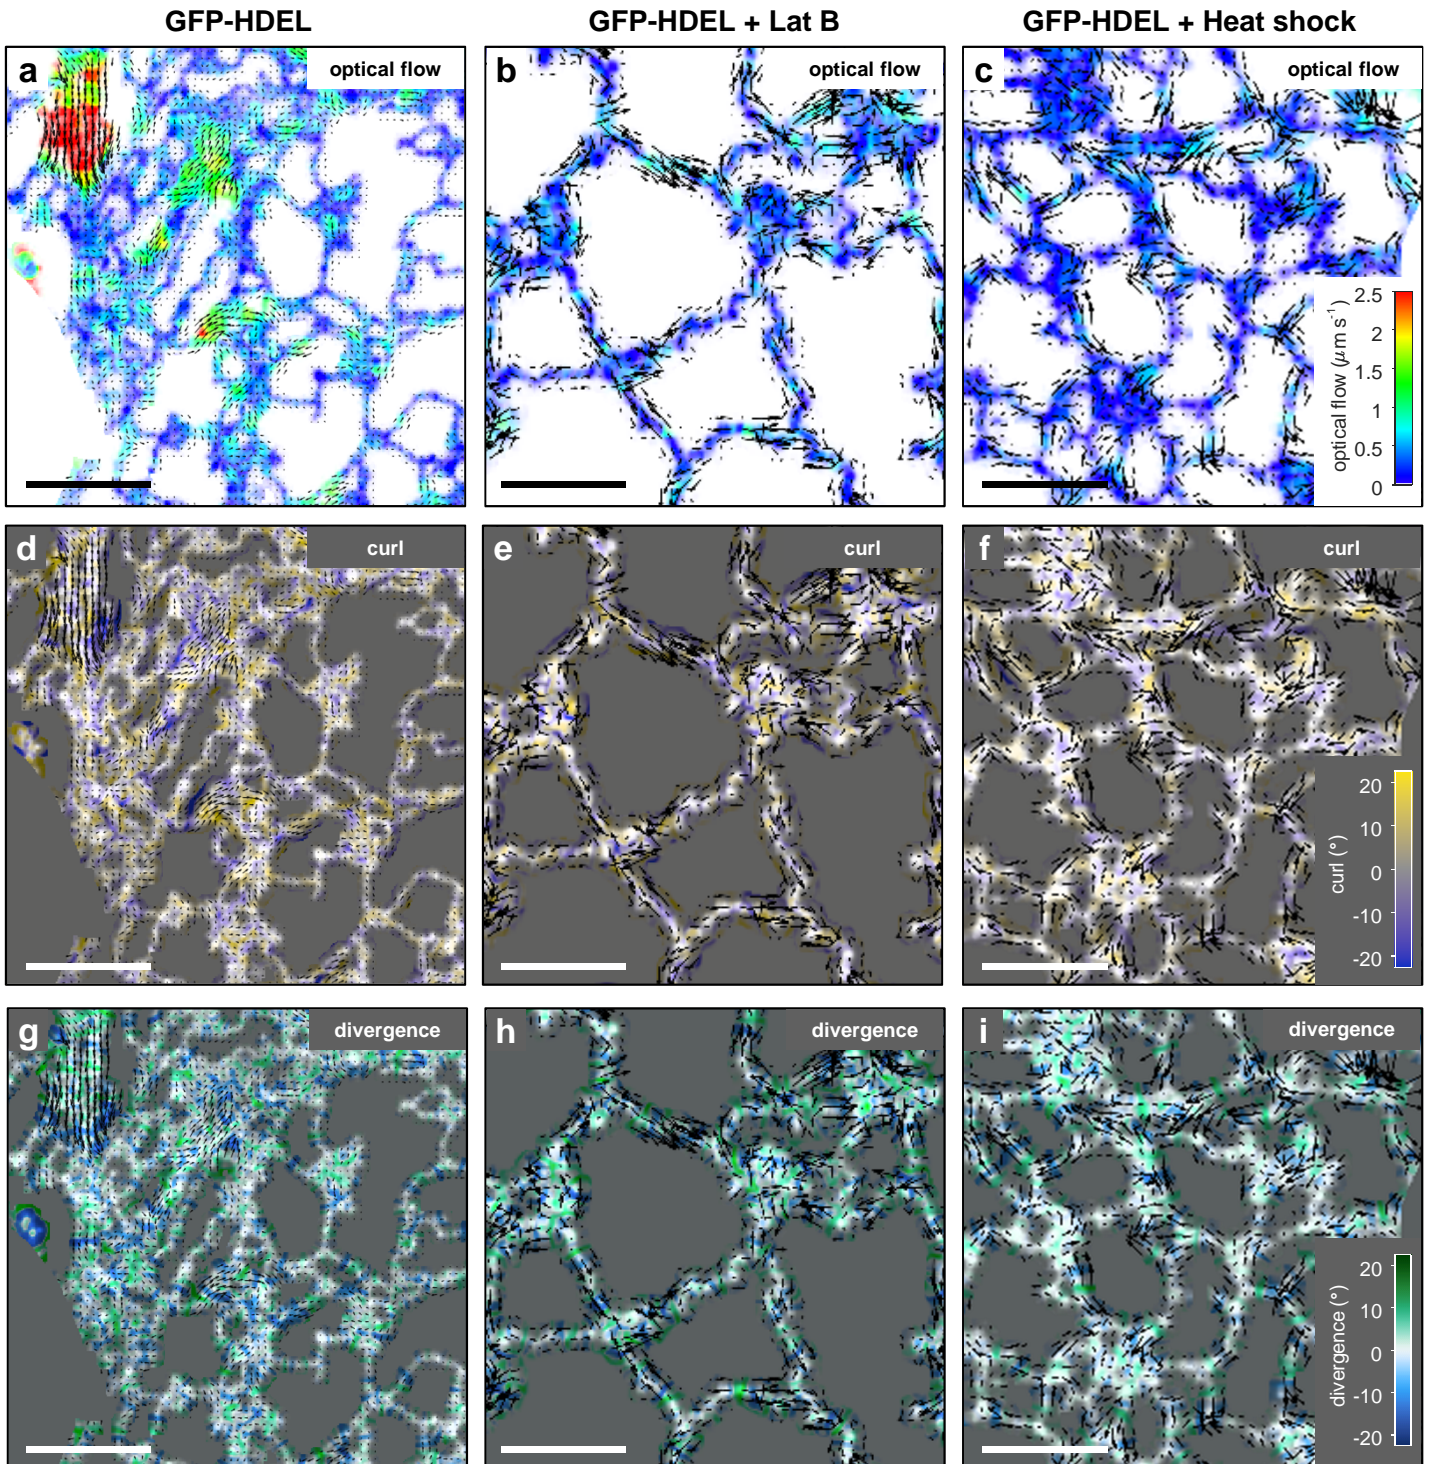 GFP-HDEL
GFP-HDEL + Lat B
GFP-HDEL + Heat shock
a
optical flow
b
optical flow
c
optical flow
optical flow (μm s⁻¹)
2.5
2
1.5
1
0.5
0
d
curl
e
curl
f
curl
curl (°)
20
10
0
-10
-20
g
divergence
h
divergence
i
divergence
divergence (°)
20
10
0
-10
-20